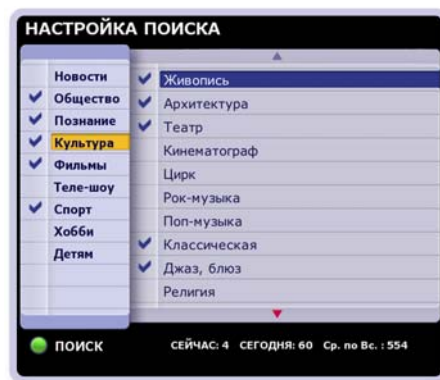 НАСТРОЙКА ПОИСКА
Новости
Общество
Познание
Культура
Фильмы
Теле-шоу
Спорт
Хобби
Детям
Живопись
Архитектура
Театр
Кинематограф
Цирк
Рок-музыка
Поп-музыка
Классическая
Джаз, блюз
Религия
ПОИСК
СЕЙЧАС: 4 СЕГОДНЯ: 60 Ср. по Вс. : 554